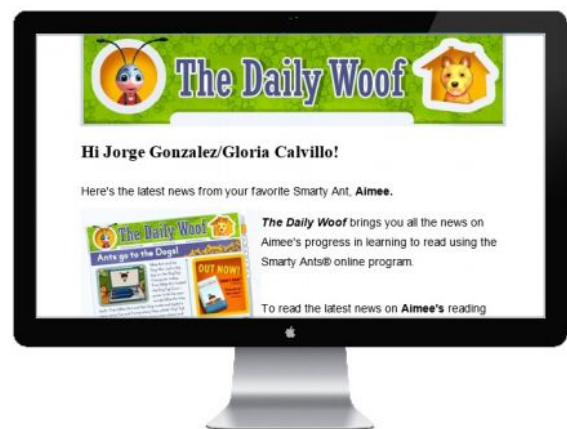 The Daily Woof
Hi Jorge Gonzalez/Gloria Calvillo!
Here's the latest news from your favorite Smarty Ant, Aimee.
The Daily Woof
Ants go to the Dogs!
OUT NOW!
The Daily Woof brings you all the news on
Aimee's progress in learning to read using the
Smarty Ants® online program.
To read the latest news on Aimee's reading